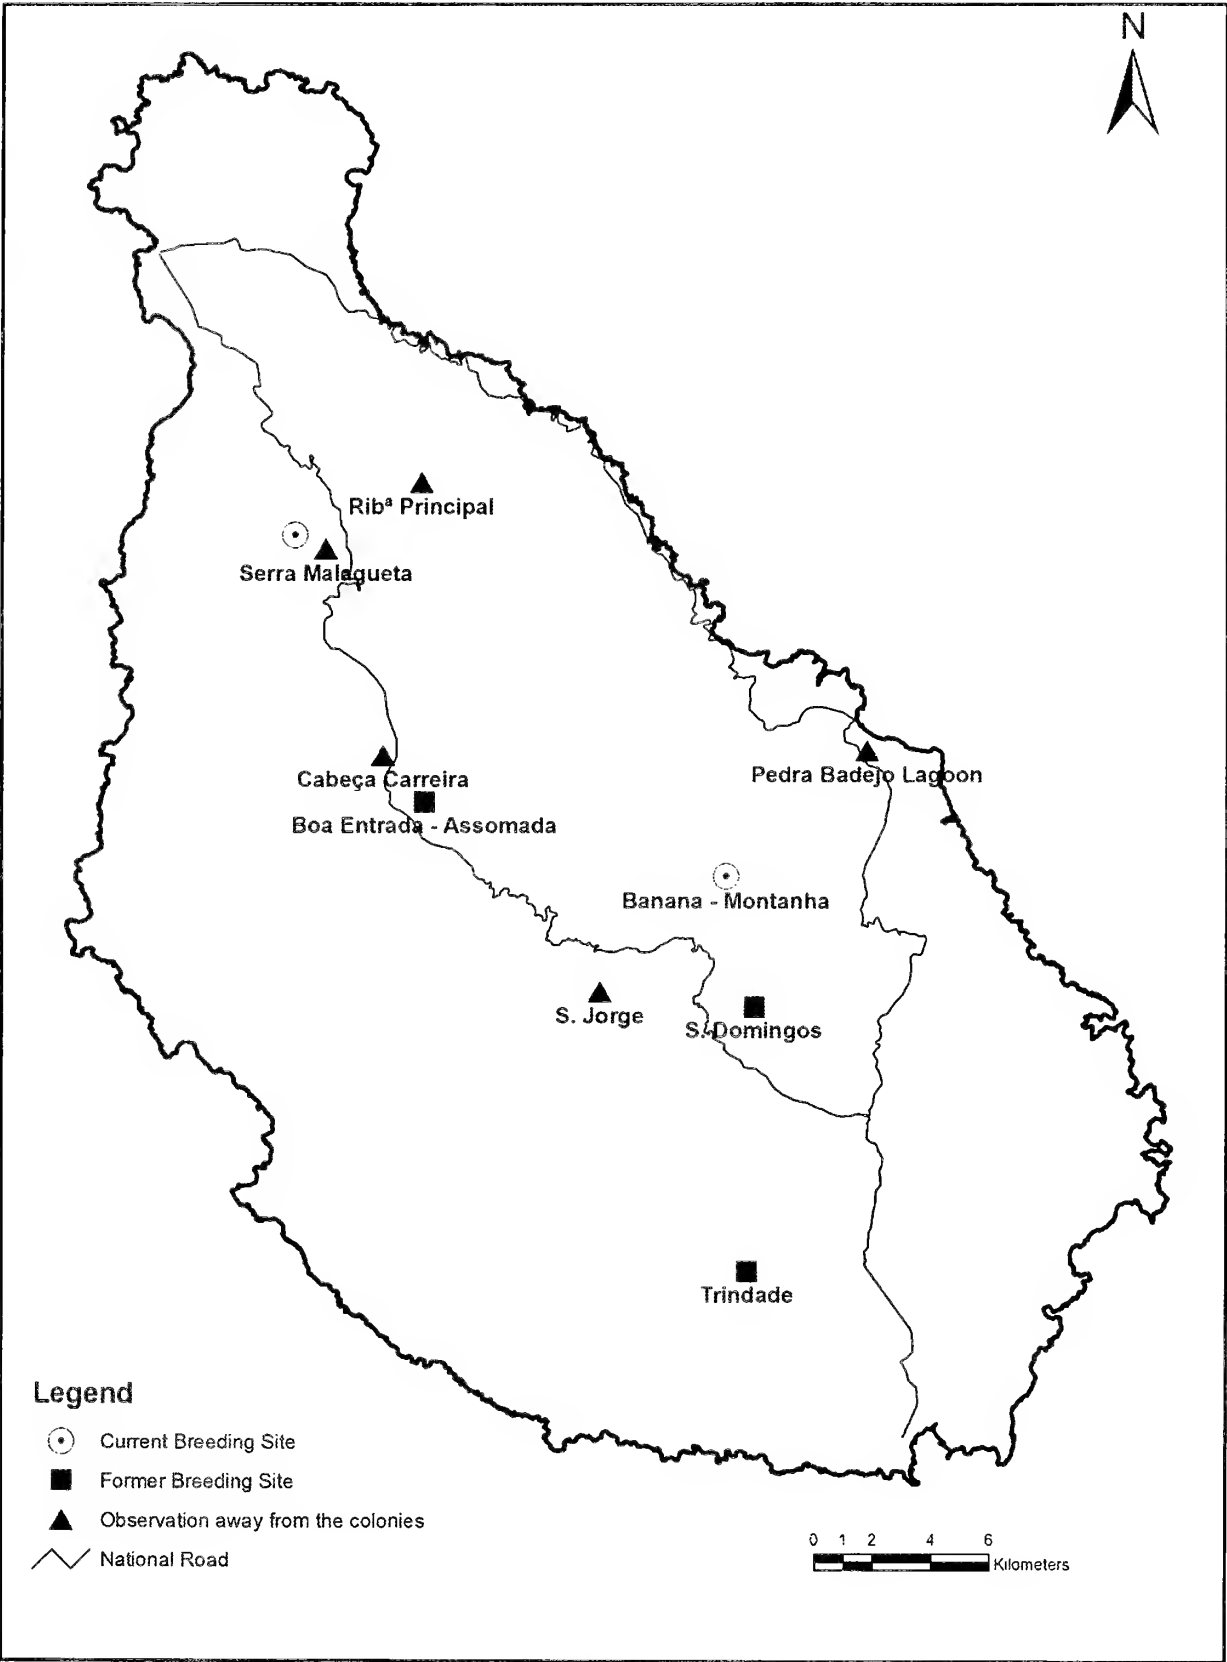 N
Ribª Principal
Serra Malagueta
Cabeça Carreira
Pedra Badejo Lagoon
Boa Entrada - Assomada
Banana - Montanha
S. Jorge
S. Domingos
Trindade
Legend
Current Breeding Site
Former Breeding Site
Observation away from the colonies
National Road
0 1 2 4 6
Kilometers